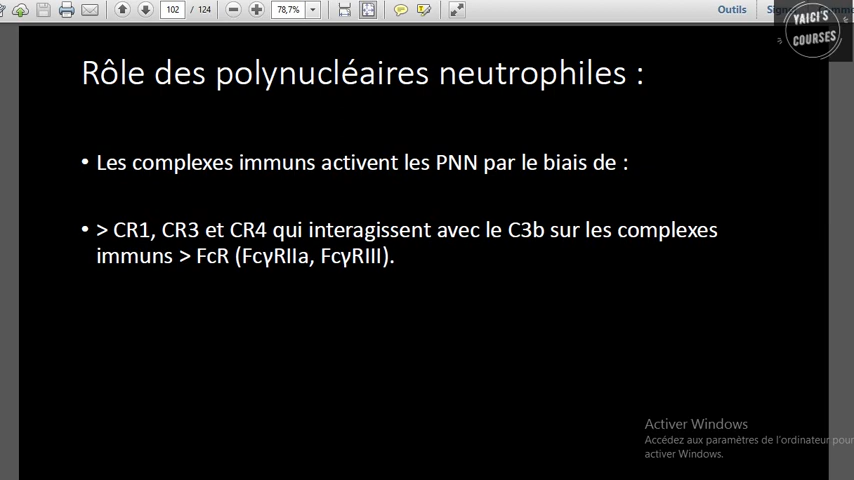 102 / 124 78,7% Outils
YAICI'S
COURSES
Rôle des polynucléaires neutrophiles :
• Les complexes immuns activent les PNN par le biais de :
• > CR1, CR3 et CR4 qui interagissent avec le C3b sur les complexes
immuns > FcR (FcγRIIa, FcγRIII).
Activer Windows
Accédez aux paramètres de l'ordinateur pour
activer Windows.